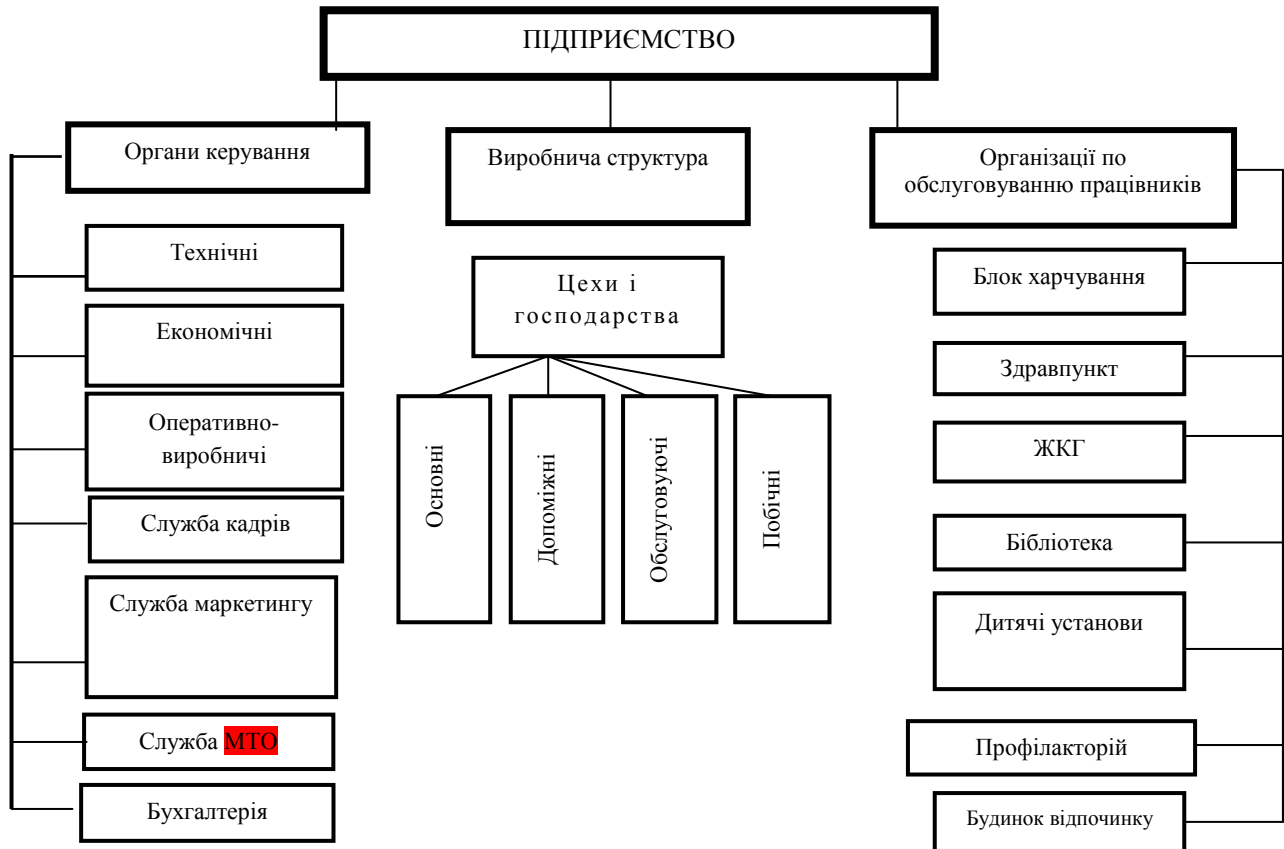 ПІДПРИЄМСТВО
Органи керування
Виробнича структура
Організації по
обслуговуванню працівників
Технічні
Економічні
Оперативно-
виробничі
Служба кадрів
Служба маркетингу
Служба МТО
Бухгалтерія
Цехи і
господарства
Основні
Допоміжні
Обслуговуючі
Побічні
Блок харчування
Здравпункт
ЖКГ
Бібліотека
Дитячі установи
Профілакторій
Будинок відпочинку